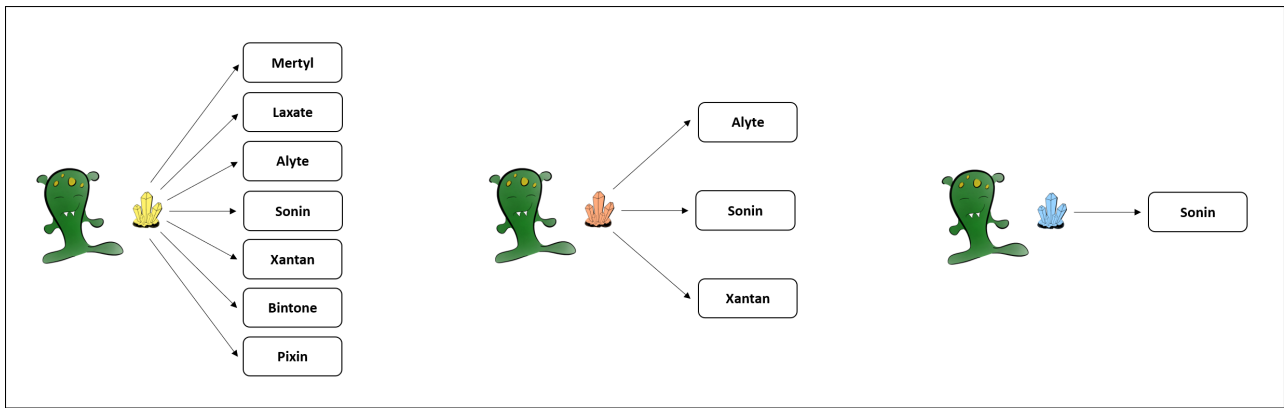 Mertyl
Laxate
Alyte
Sonin
Xantan
Bintone
Pixin
Alyte
Sonin
Xantan
Sonin